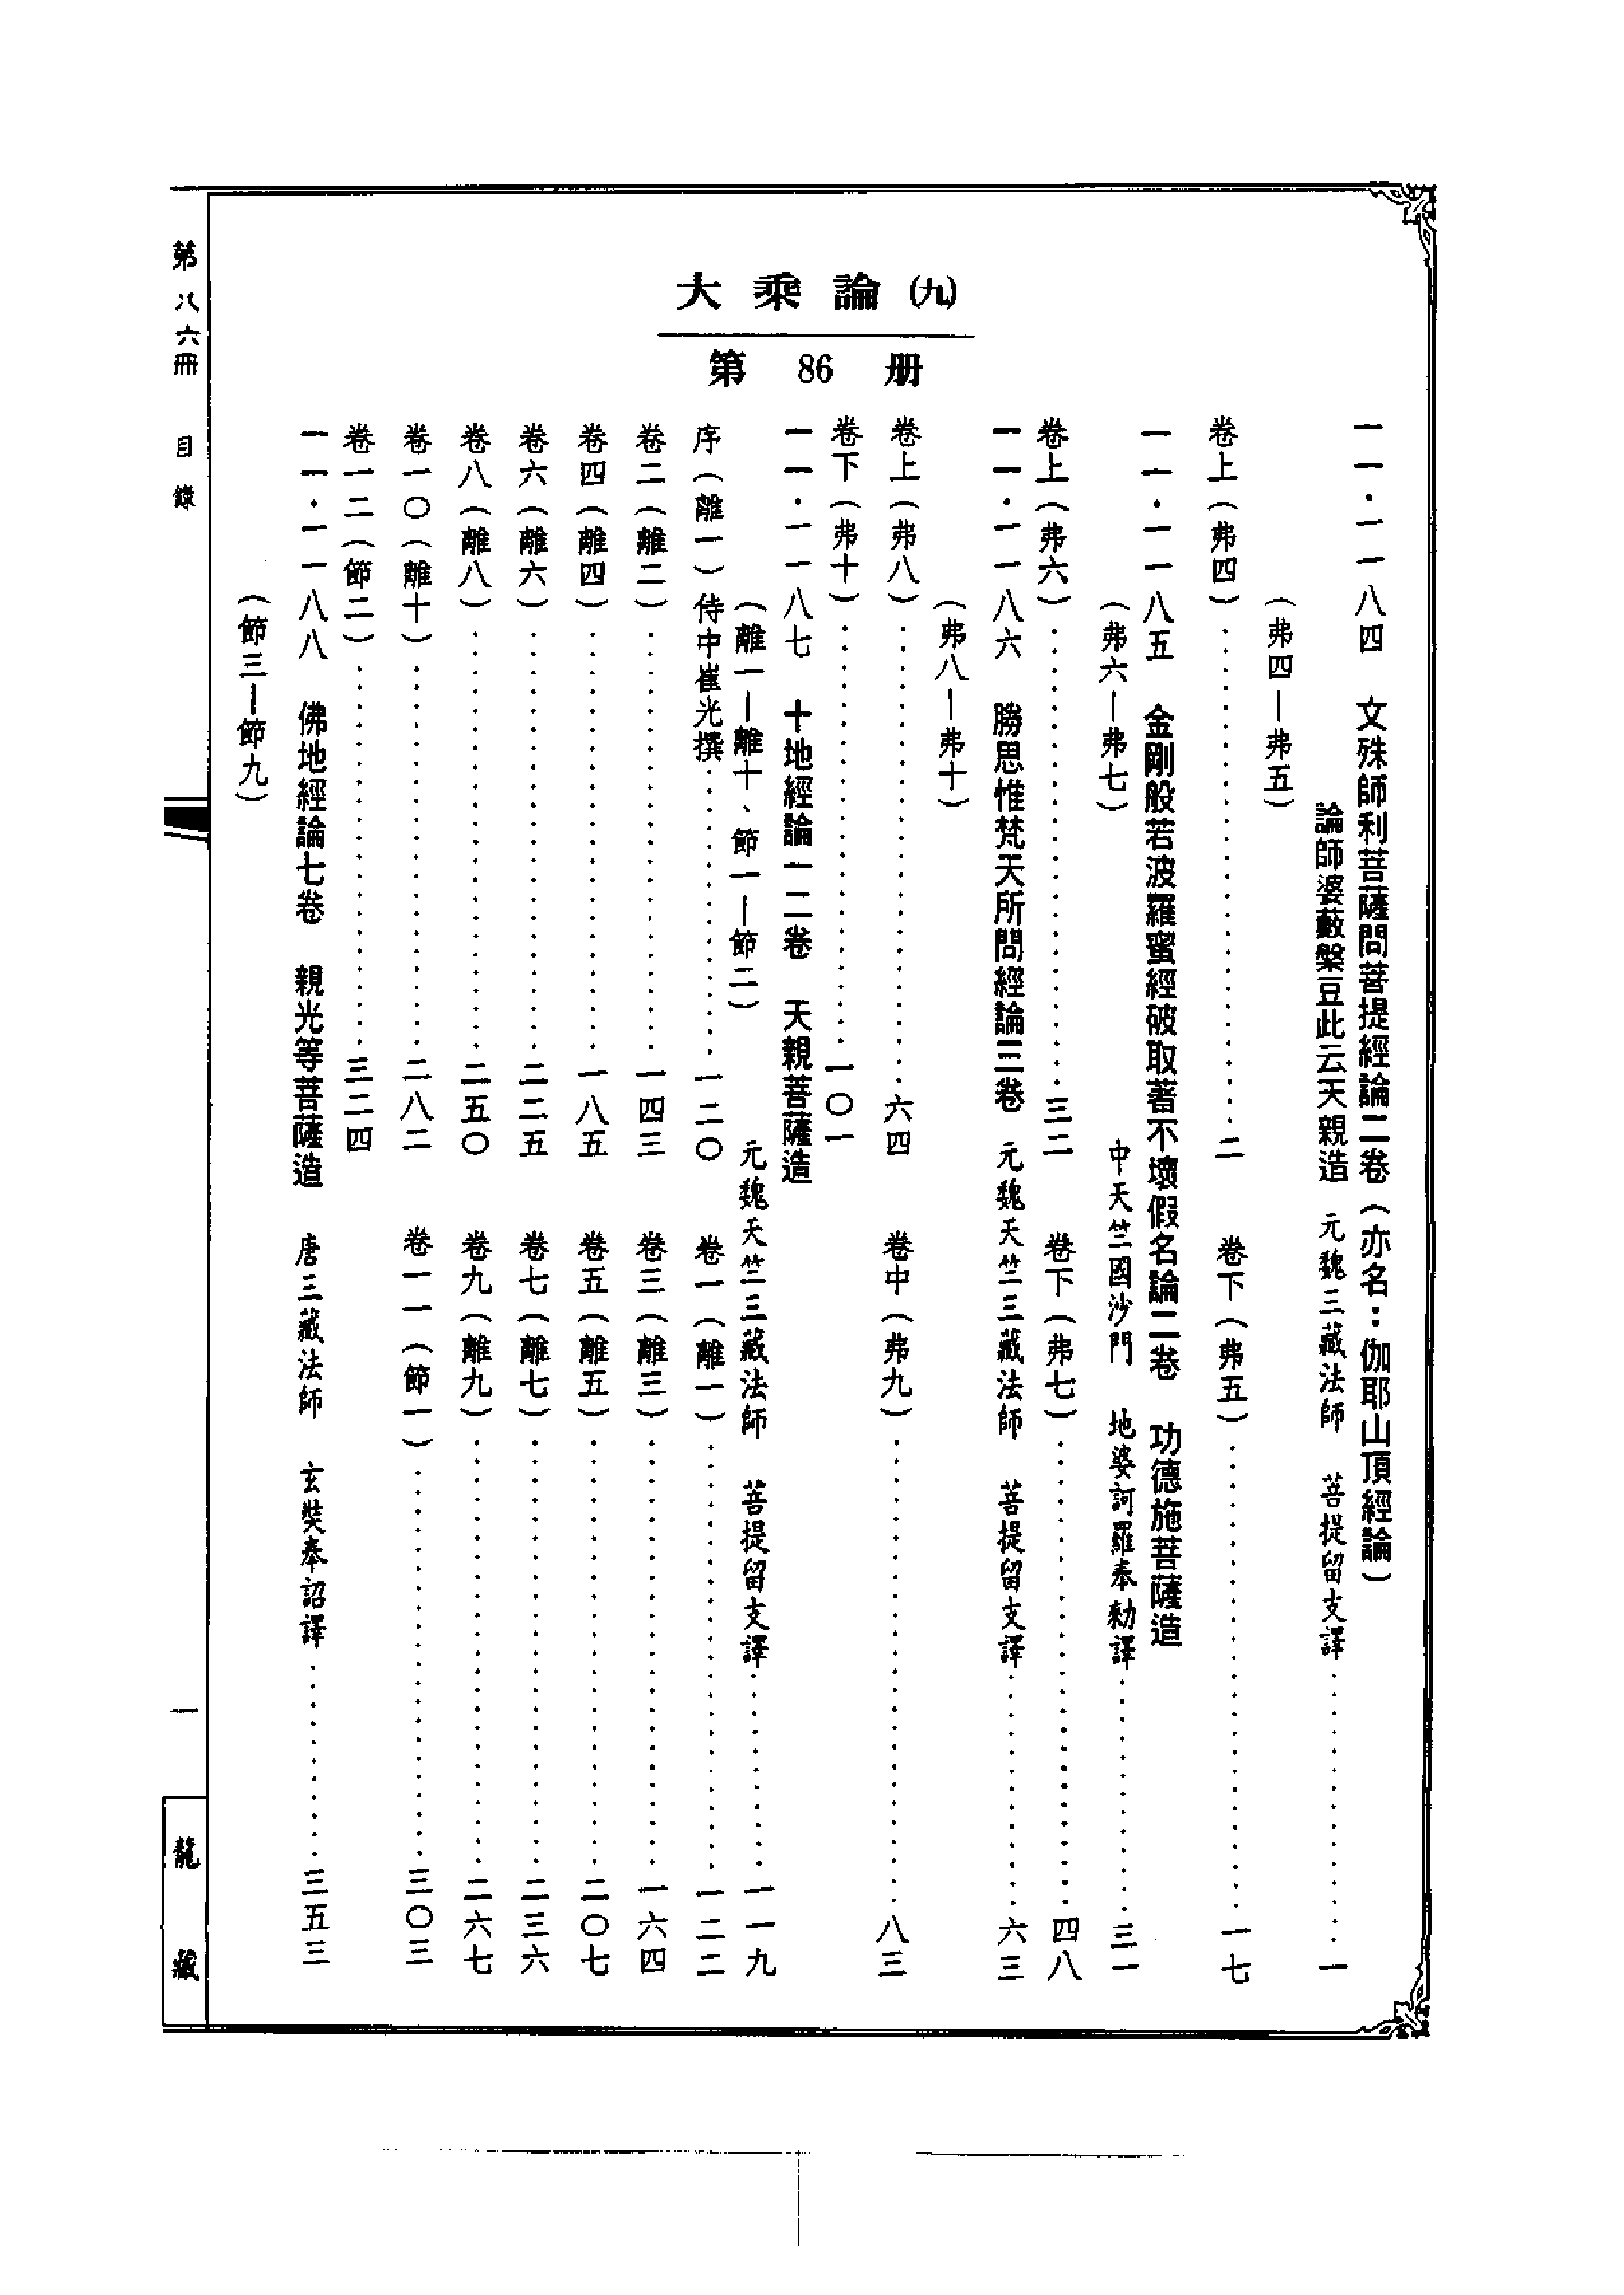 大乘論(九)
第 86 册
一一·一一八四 文殊師利菩薩問菩提經論二卷(亦名:伽耶山頂經論)
論師婆藪槃豆此云天親造 元魏三藏法師 菩提留支譯……一
(弗四—弗五)
卷上(弗四)……二 卷下(弗五)……一七
一一·一一八五 金剛般若波羅蜜經破取著不壞假名論二卷 功德施菩薩造
中天竺國沙門 地婆訶羅奉勑譯……三一
(弗六—弗七)
卷上(弗六)……三二 卷下(弗七)……四八
一一·一一八六 勝思惟梵天所問經論三卷 元魏天竺三藏法師 菩提留支譯……六三
(弗八—弗十)
卷上(弗八)……六四 卷中(弗九)……八三
卷下(弗十)……一〇一
一一·一一八七 十地經論一二卷 天親菩薩造
元魏天竺三藏法師 菩提留支譯……一一九
(離一—離十、節一—節二)
序(離一)侍中崔光撰……一二〇 卷一(離一)……一二二
卷二(離二)……一四三 卷三(離三)……一六四
卷四(離四)……一八五 卷五(離五)……二〇七
卷六(離六)……二二五 卷七(離七)……二三六
卷八(離八)……二五〇 卷九(離九)……二六七
卷一〇(離十)……二八二 卷一一(節一)……三〇三
卷一二(節二)……三二四
一一·一一八八 佛地經論七卷 親光等菩薩造 唐三藏法師 玄奘奉詔譯……三五三
(節三—節九)
第八六冊 目錄 一
龍藏